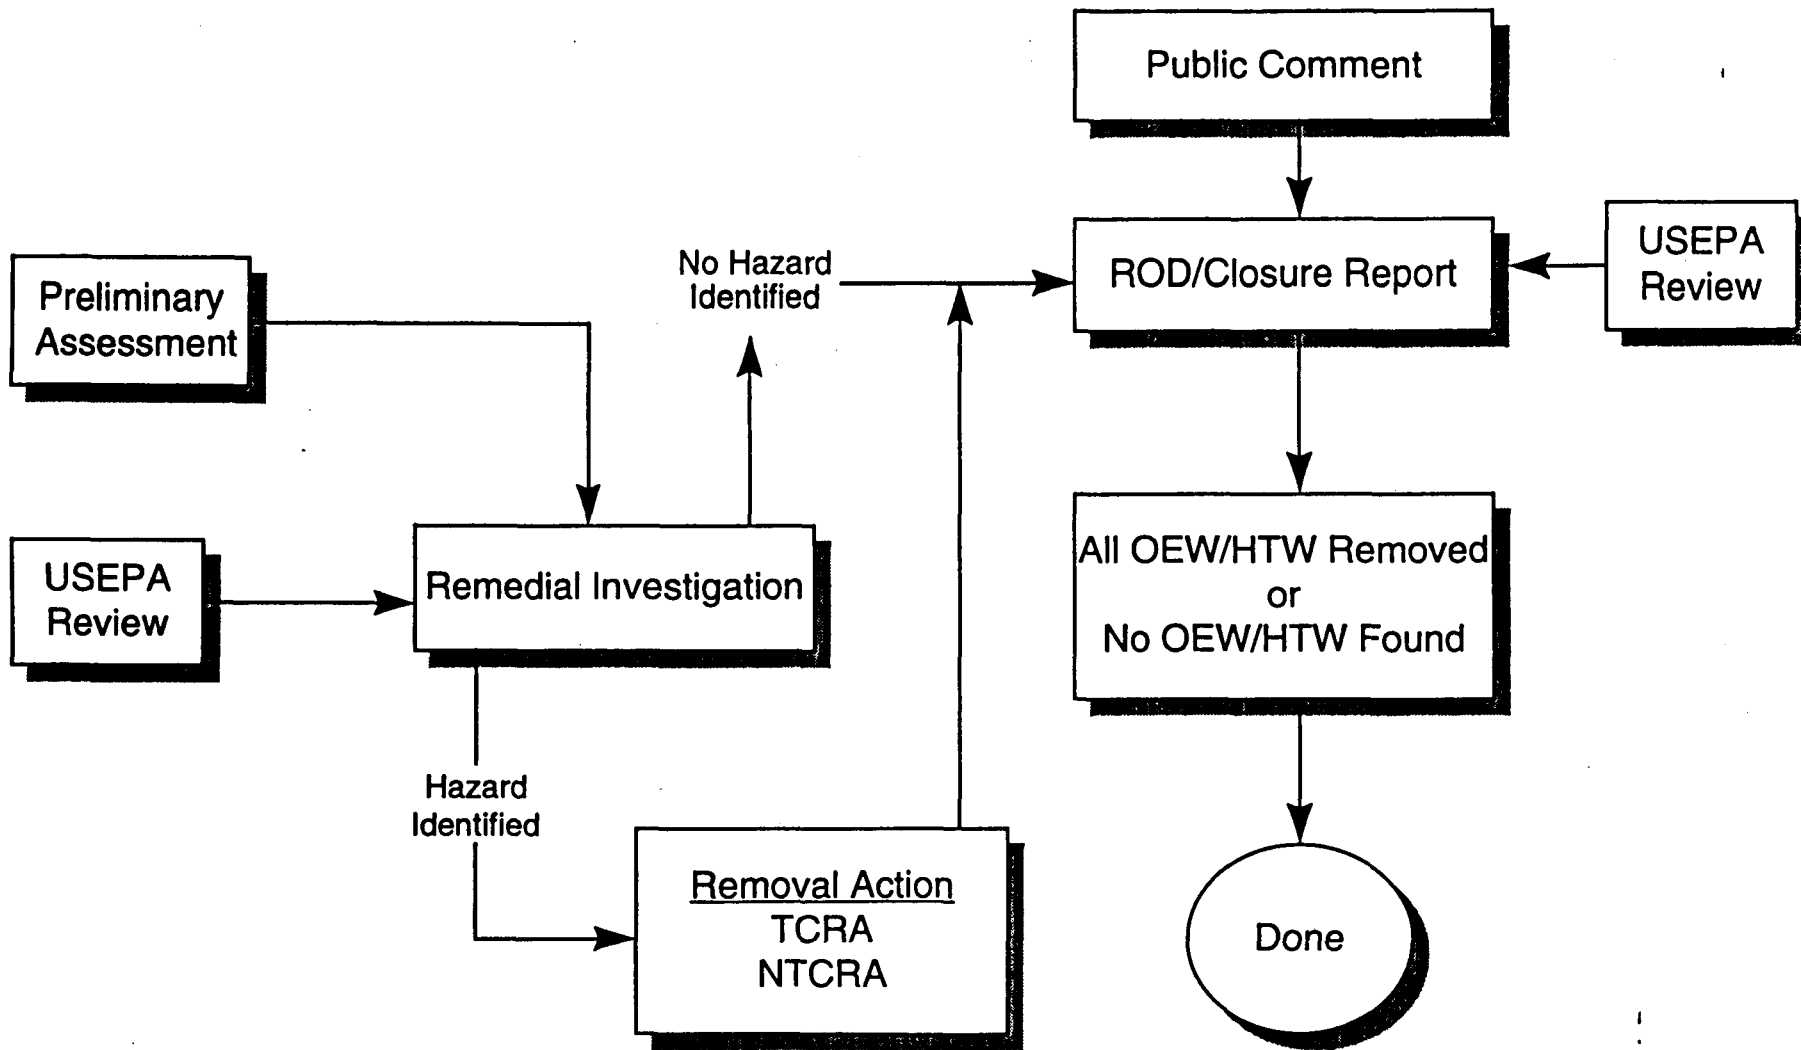 Public Comment
ROD/Closure Report
USEPA
Review
No Hazard
Identified
Preliminary
Assessment
USEPA
Review
Remedial Investigation
All OEW/HTW Removed
or
No OEW/HTW Found
Hazard
Identified
Removal Action
TCRA
NTCRA
Done